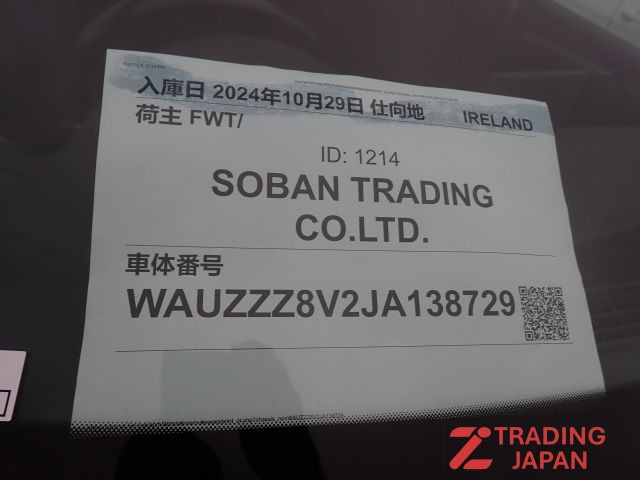 入庫日 2024年10月29日 仕向地 IRELAND
荷主 FWT/
ID: 1214
SOBAN TRADING
CO.LTD.
車体番号
WAUZZZ8V2JA138729
TRADING
JAPAN